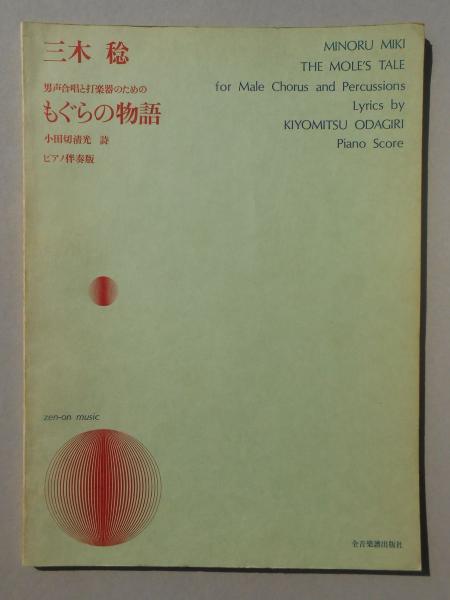 三木 稔
男声合唱と打楽器のための
もぐらの物語
小田切清光 詩
ピアノ伴奏版
MINORU MIKI
THE MOLE'S TALE
for Male Chorus and Percussions
Lyrics by
KIYOMITSU ODAGIRI
Piano Score
zen-on music
全音楽譜出版社